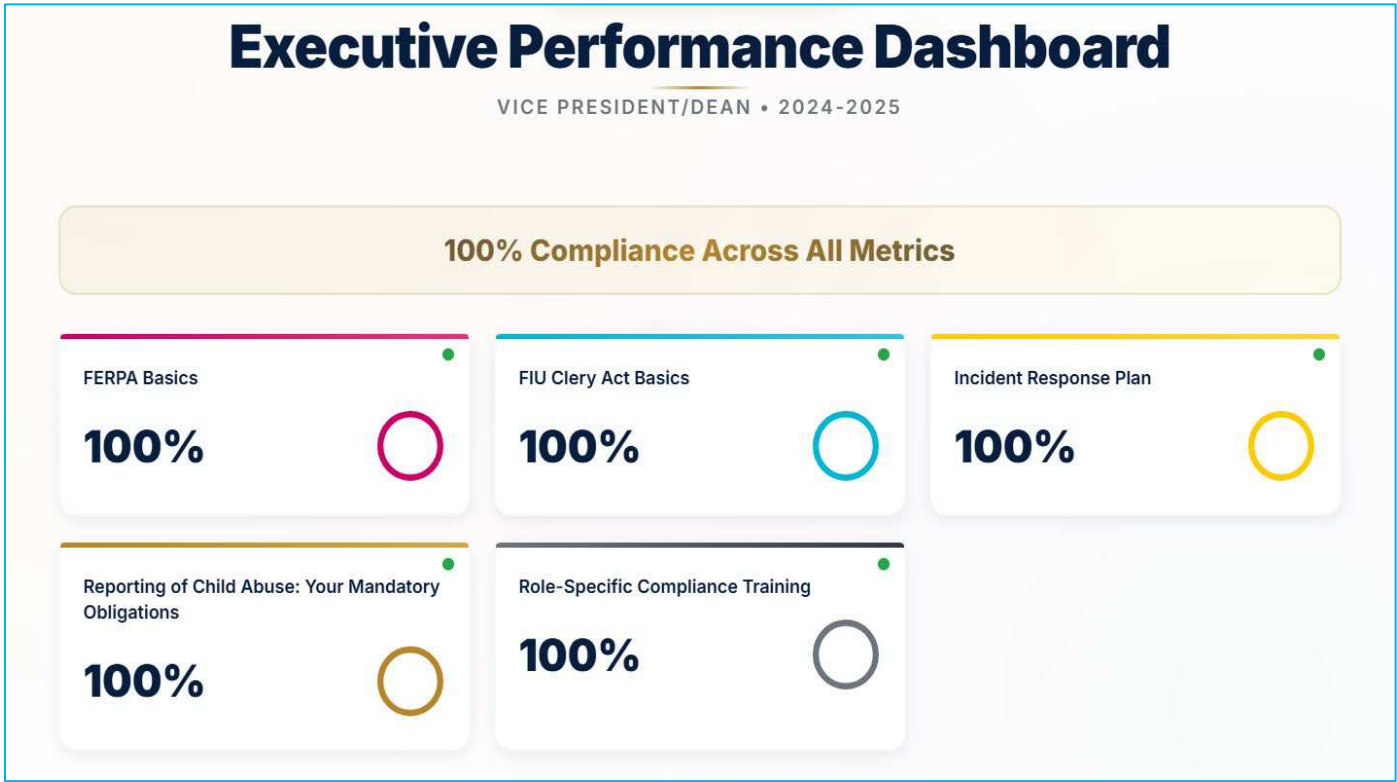 Executive Performance Dashboard
VICE PRESIDENT/DEAN • 2024-2025
100% Compliance Across All Metrics
FERPA Basics
100%
FIU Clery Act Basics
100%
Incident Response Plan
100%
Reporting of Child Abuse: Your Mandatory
Obligations
100%
Role-Specific Compliance Training
100%